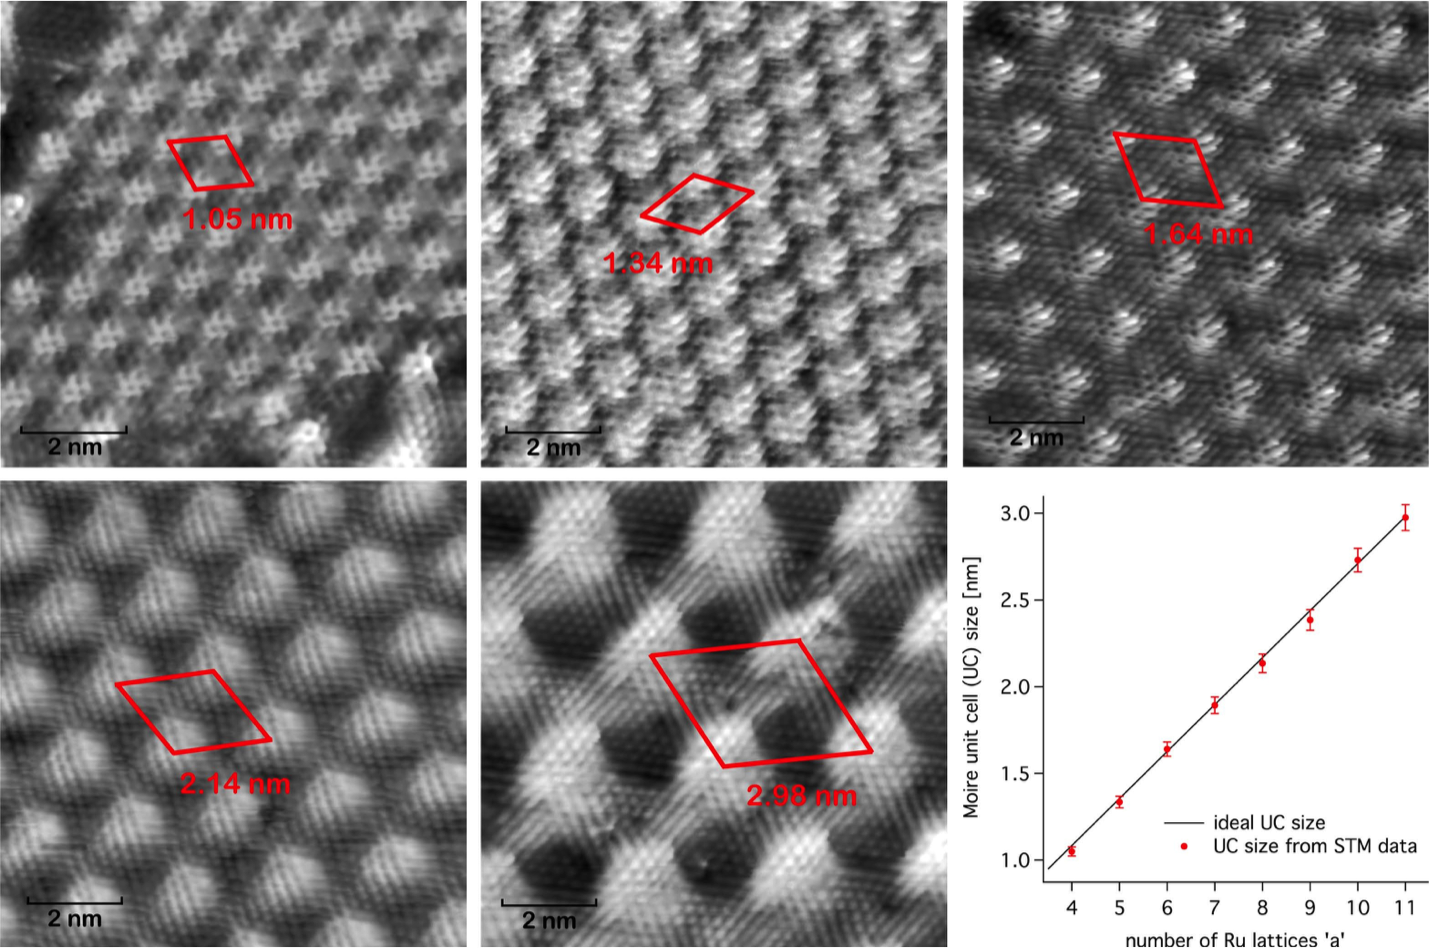 1.05 nm
2 nm
1.34 nm
2 nm
1.64 nm
2 nm
2.14 nm
2 nm
2.98 nm
2 nm
Moire unit cell (UC) size [nm]
3.0
2.5
2.0
1.5
1.0
ideal UC size
UC size from STM data
4 5 6 7 8 9 10 11
number of Ru lattices 'a'